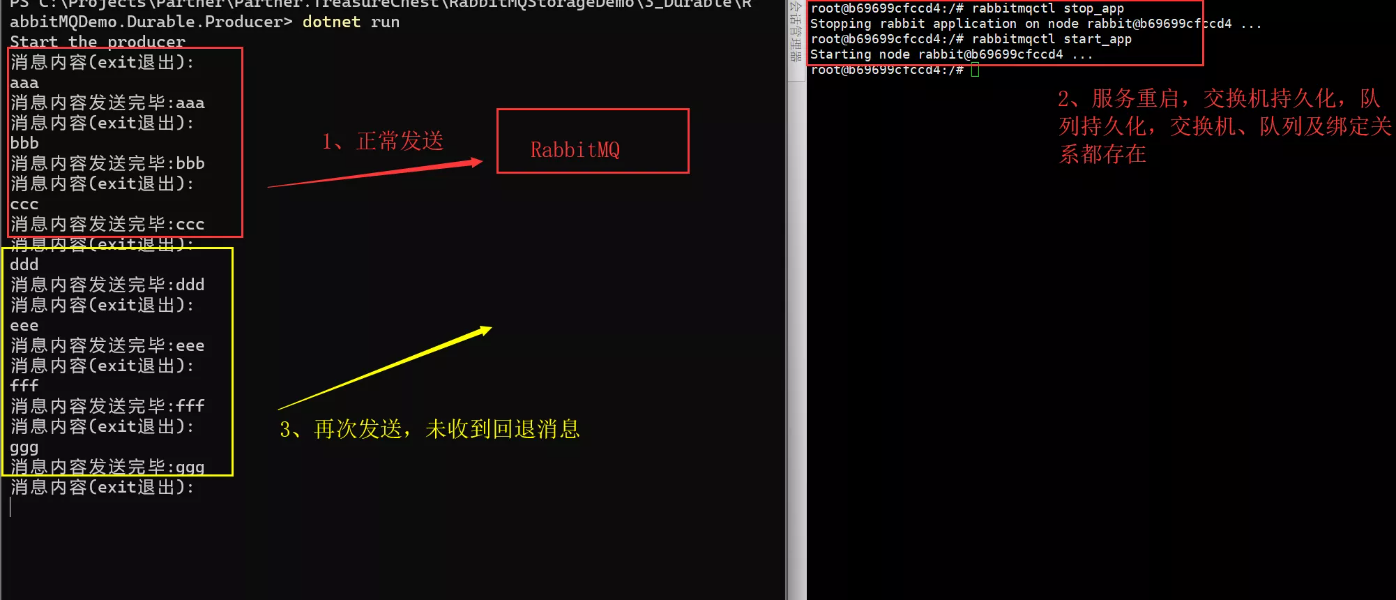 PS C:\Projects\Partner\Partner.TreasureChest\RabbitMQStorageDemo\3_Durable\R
abbitMQDemo.Durable.Producer> dotnet run
Start the producer
消息内容(exit退出):
aaa
消息内容发送完毕:aaa
消息内容(exit退出):
bbb
消息内容发送完毕:bbb
消息内容(exit退出):
ccc
消息内容发送完毕:ccc
消息内容(exit退出):
ddd
消息内容发送完毕:ddd
消息内容(exit退出):
eee
消息内容发送完毕:eee
消息内容(exit退出):
fff
消息内容发送完毕:fff
消息内容(exit退出):
ggg
消息内容发送完毕:ggg
消息内容(exit退出):
1、正常发送
RabbitMQ
3、再次发送，未收到回退消息
会话管理器
root@b69699cfccd4:/# rabbitmqctl stop_app
Stopping rabbit application on node rabbit@b69699cfccd4 ...
root@b69699cfccd4:/# rabbitmqctl start_app
Starting node rabbit@b69699cfccd4 ...
root@b69699cfccd4:/#
2、服务重启，交换机持久化，队
列持久化，交换机、队列及绑定关
系都存在